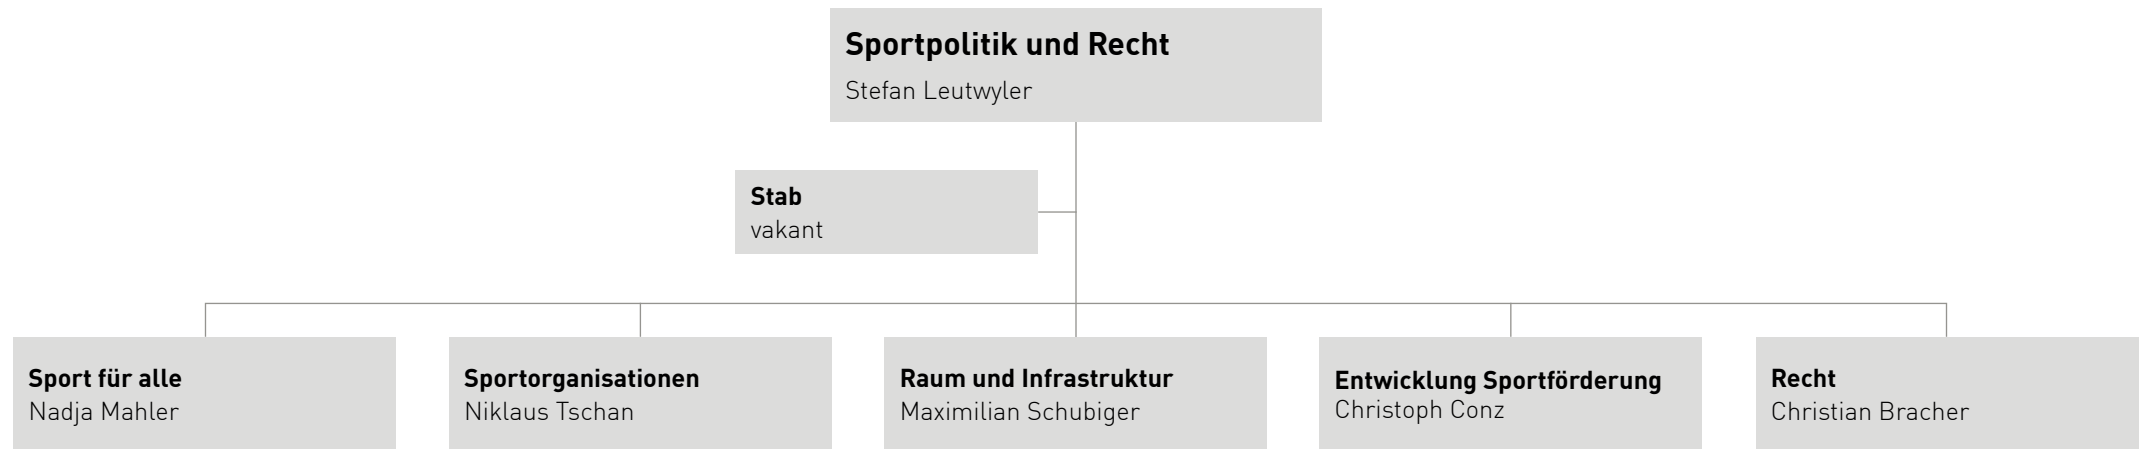 Sportpolitik und Recht
Stefan Leutwyler
Stab
vakant
Sport für alle
Nadja Mahler
Sportorganisationen
Niklaus Tschan
Raum und Infrastruktur
Maximilian Schubiger
Entwicklung Sportförderung
Christoph Conz
Recht
Christian Bracher